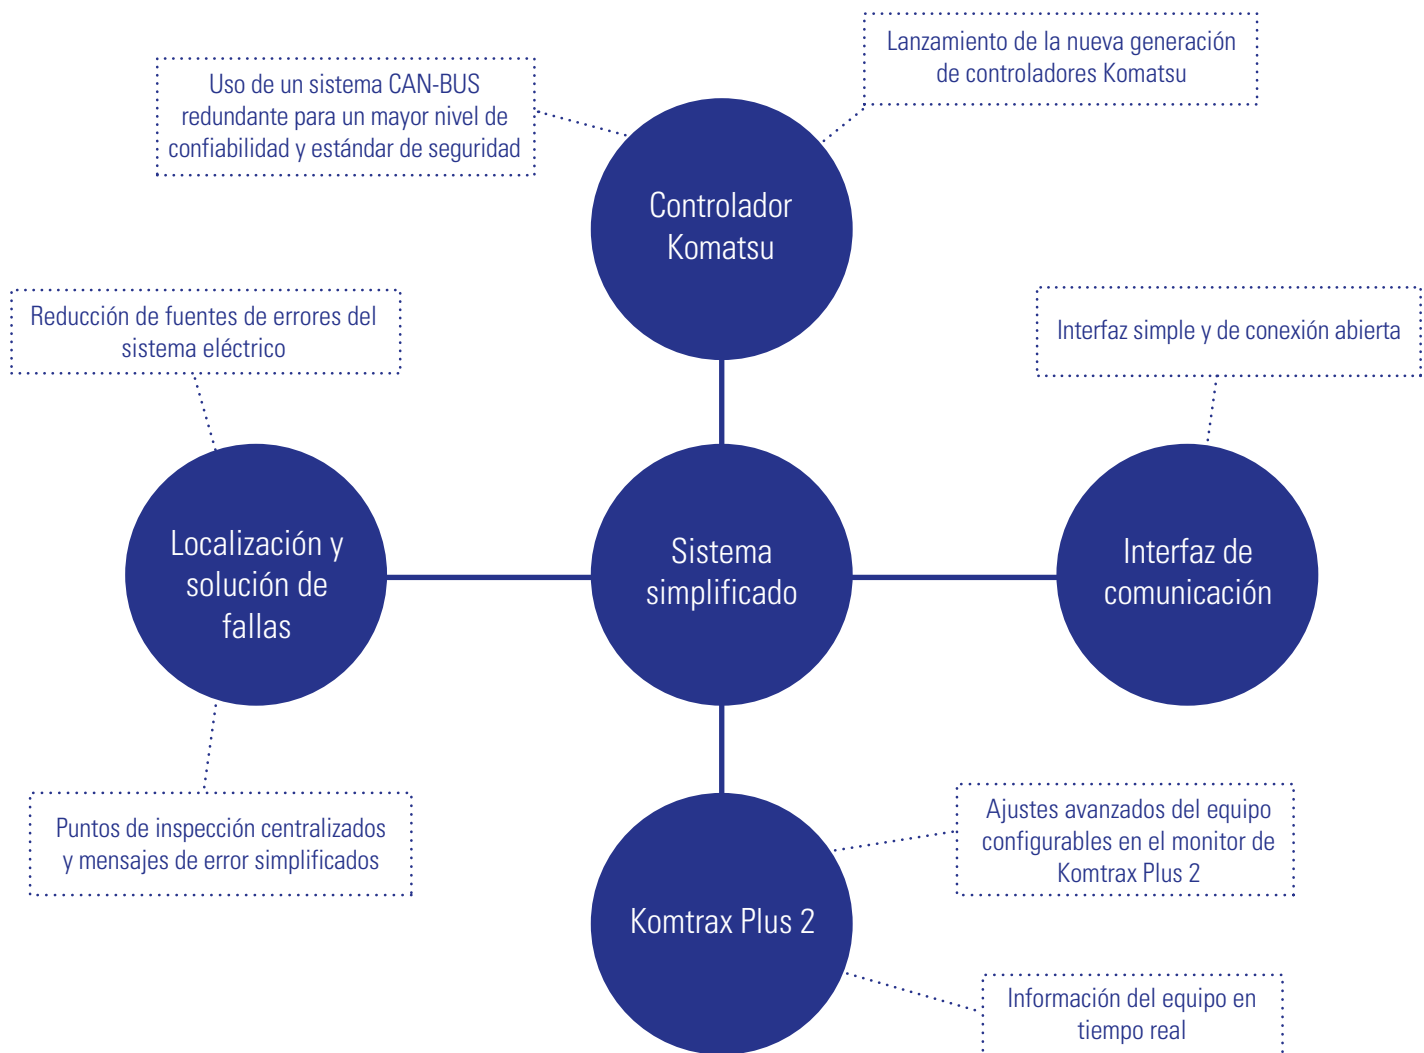 Lanzamiento de la nueva generación
de controladores Komatsu
Uso de un sistema CAN-BUS
redundante para un mayor nivel de
confiabilidad y estándar de seguridad
Controlador
Komatsu
Reducción de fuentes de errores del
sistema eléctrico
Interfaz simple y de conexión abierta
Localización y
solución de
fallas
Sistema
simplificado
Interfaz de
comunicación
Puntos de inspección centralizados
y mensajes de error simplificados
Ajustes avanzados del equipo
configurables en el monitor de
Komtrax Plus 2
Komtrax Plus 2
Información del equipo en
tiempo real